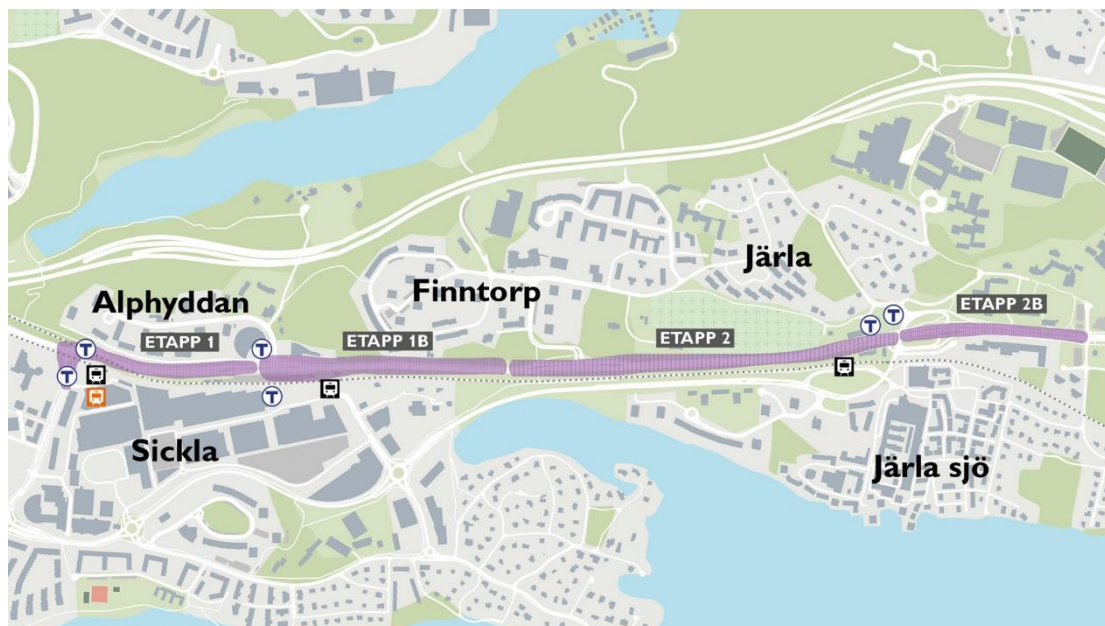 Järla
Finntorp
Alphyddan
ETAPP 2B
ETAPP 1
ETAPP 1B
ETAPP 2
T
T
T
T
T
T
Sickla
Järla sjö